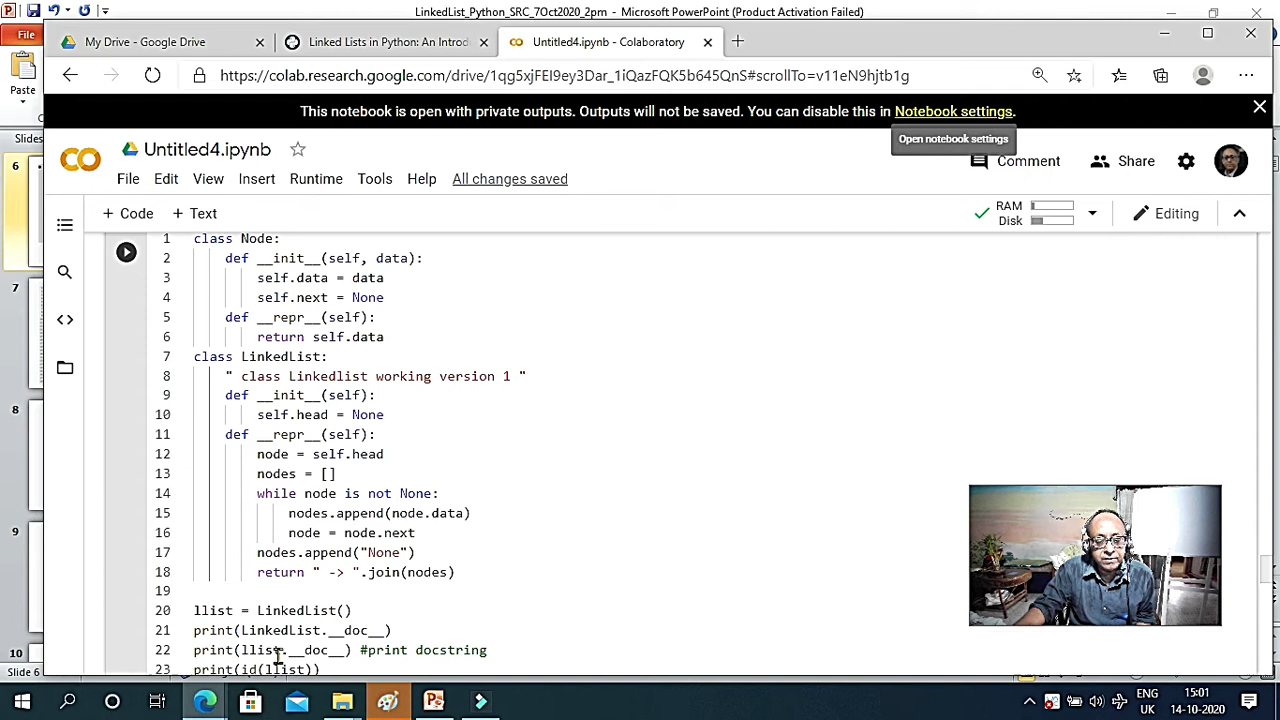 LinkedList_Python_SRC_7Oct2020_2pm - Microsoft PowerPoint (Product Activation Failed)
File
My Drive - Google Drive
Linked Lists in Python: An Introd
Untitled4.ipynb - Colaboratory
Paste
https://colab.research.google.com/drive/1qg5xjFEI9ey3Dar_1iQazFQK5b645QnS#scrollTo=v11eN9hjtb1g
This notebook is open with private outputs. Outputs will not be saved. You can disable this in Notebook settings.
Open notebook settings
Slides
Untitled4.ipynb
Comment
Share
File Edit View Insert Runtime Tools Help All changes saved
+ Code + Text
RAM
Disk
Editing
6
7
8
9
10
1 class Node:
2 def __init__(self, data):
3 self.data = data
4 self.next = None
5 def __repr__(self):
6 return self.data
7 class LinkedList:
8 " class Linkedlist working version 1 "
9 def __init__(self):
10 self.head = None
11 def __repr__(self):
12 node = self.head
13 nodes = []
14 while node is not None:
15 nodes.append(node.data)
16 node = node.next
17 nodes.append("None")
18 return " -> ".join(nodes)
19
20 llist = LinkedList()
21 print(LinkedList.__doc__)
22 print(llist.__doc__) #print docstring
23 print(id(llist))
Slide 6
ENG
UK
15:01
14-10-2020